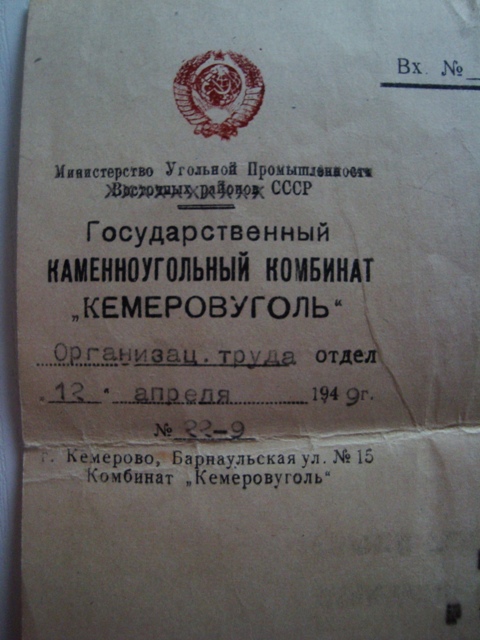 Вх. №
Министерство Угольной Промышленности
Восточных районов СССР
Государственный
КАМЕННОУГОЛЬНЫЙ КОМБИНАТ
„КЕМЕРОВУГОЛЬ“
Организац. труда отдел
12 апреля 1949г.
№ 22-9
г. Кемерово, Барнаульская ул. № 15
Комбинат „Кемеровуголь“